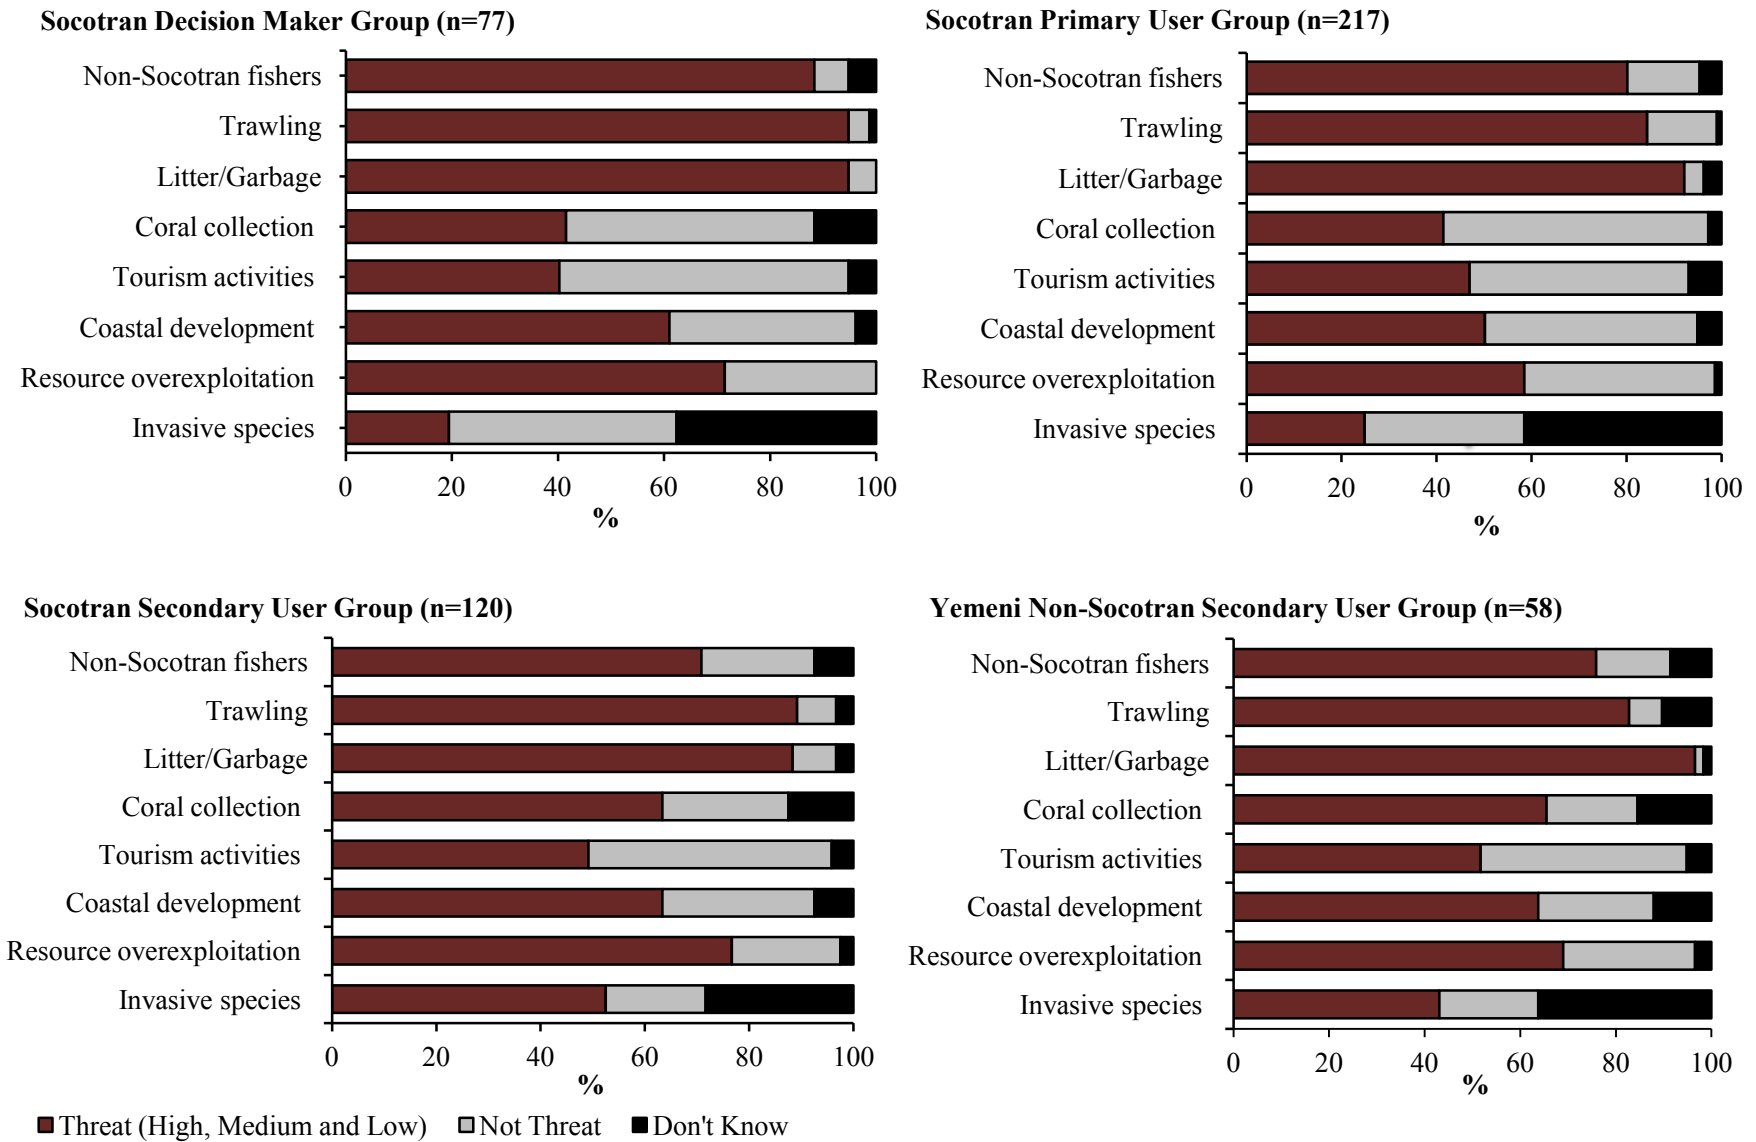 Socotran Decision Maker Group (n=77)
Non-Socotran fishers
Trawling
Litter/Garbage
Coral collection
Tourism activities
Coastal development
Resource overexploitation
Invasive species
0 20 40 60 80 100
%
Socotran Primary User Group (n=217)
Non-Socotran fishers
Trawling
Litter/Garbage
Coral collection
Tourism activities
Coastal development
Resource overexploitation
Invasive species
0 20 40 60 80 100
%
Socotran Secondary User Group (n=120)
Non-Socotran fishers
Trawling
Litter/Garbage
Coral collection
Tourism activities
Coastal development
Resource overexploitation
Invasive species
0 20 40 60 80 100
%
Yemeni Non-Socotran Secondary User Group (n=58)
Non-Socotran fishers
Trawling
Litter/Garbage
Coral collection
Tourism activities
Coastal development
Resource overexploitation
Invasive species
0 20 40 60 80 100
%
Threat (High, Medium and Low) Not Threat Don't Know